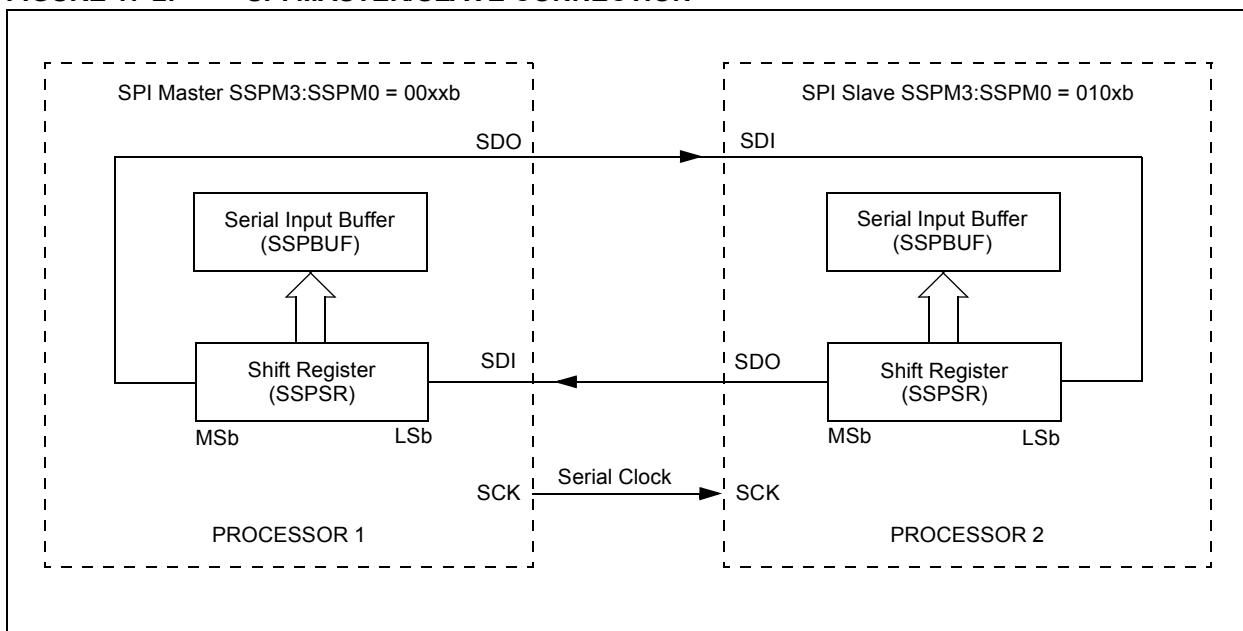 SPI Master SSPM3:SSPM0 = 00xxb
SPI Slave SSPM3:SSPM0 = 010xb
SDO
SDI
Serial Input Buffer
(SSPBUF)
Serial Input Buffer
(SSPBUF)
Shift Register
(SSPSR)
SDI
SDO
Shift Register
(SSPSR)
MSb
LSb
MSb
LSb
SCK
Serial Clock
SCK
PROCESSOR 1
PROCESSOR 2